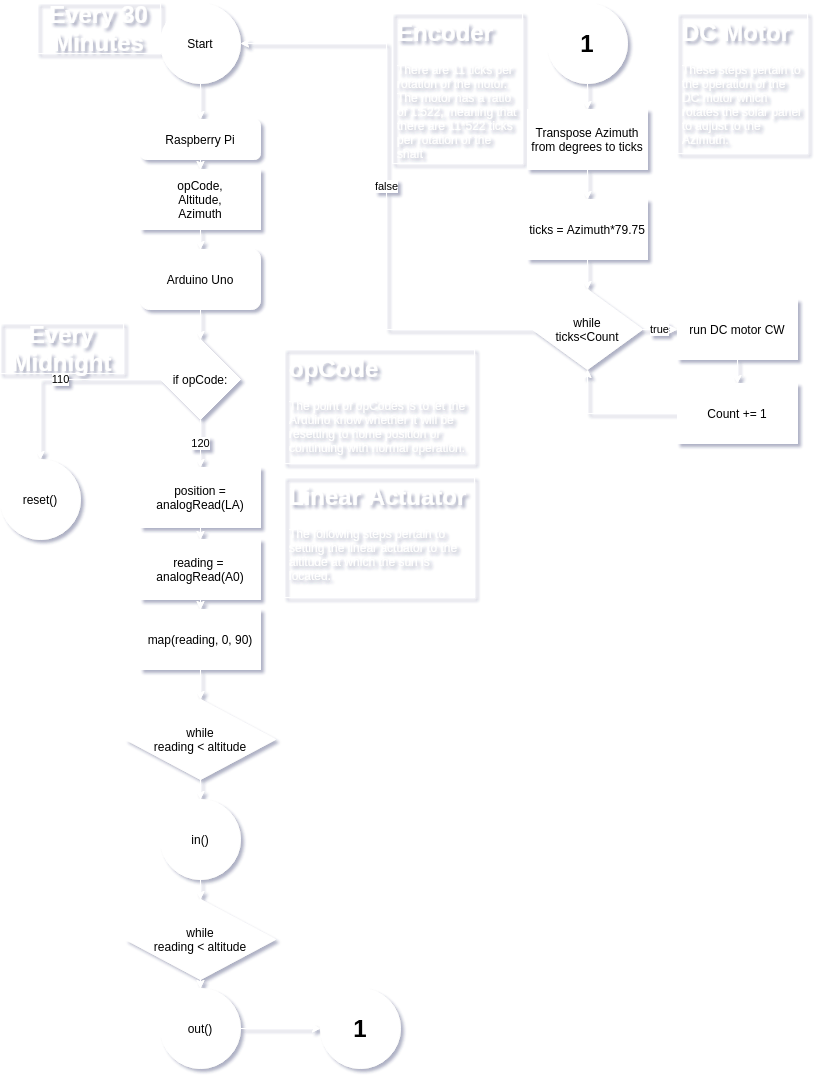 Every 30
Minutes
Start
Raspberry Pi
opCode,
Altitude,
Azimuth
Arduino Uno
Every
Midnight
if opCode:
110
120
reset()
position =
analogRead(LA)
reading =
analogRead(A0)
map(reading, 0, 90)
while
reading < altitude
in()
while
reading < altitude
out()
1
opCode
The point of opCodes is to let the
Arduino know whether it will be
resetting to home position or
continuing with normal operation.
Linear Actuator
The following steps pertain to
setting the linear actuator to the
altitude at which the sun is
located.
Encoder
There are 11 ticks per
rotation of the motor.
The motor has a ratio
of 1:522, meaning that
there are 11*522 ticks
per rotation of the
shaft
false
1
Transpose Azimuth
from degrees to ticks
ticks = Azimuth*79.75
while
ticks<Count
true
run DC motor CW
Count += 1
DC Motor
These steps pertain to
the operation of the
DC motor which
rotates the solar panel
to adjust to the
Azimuth.